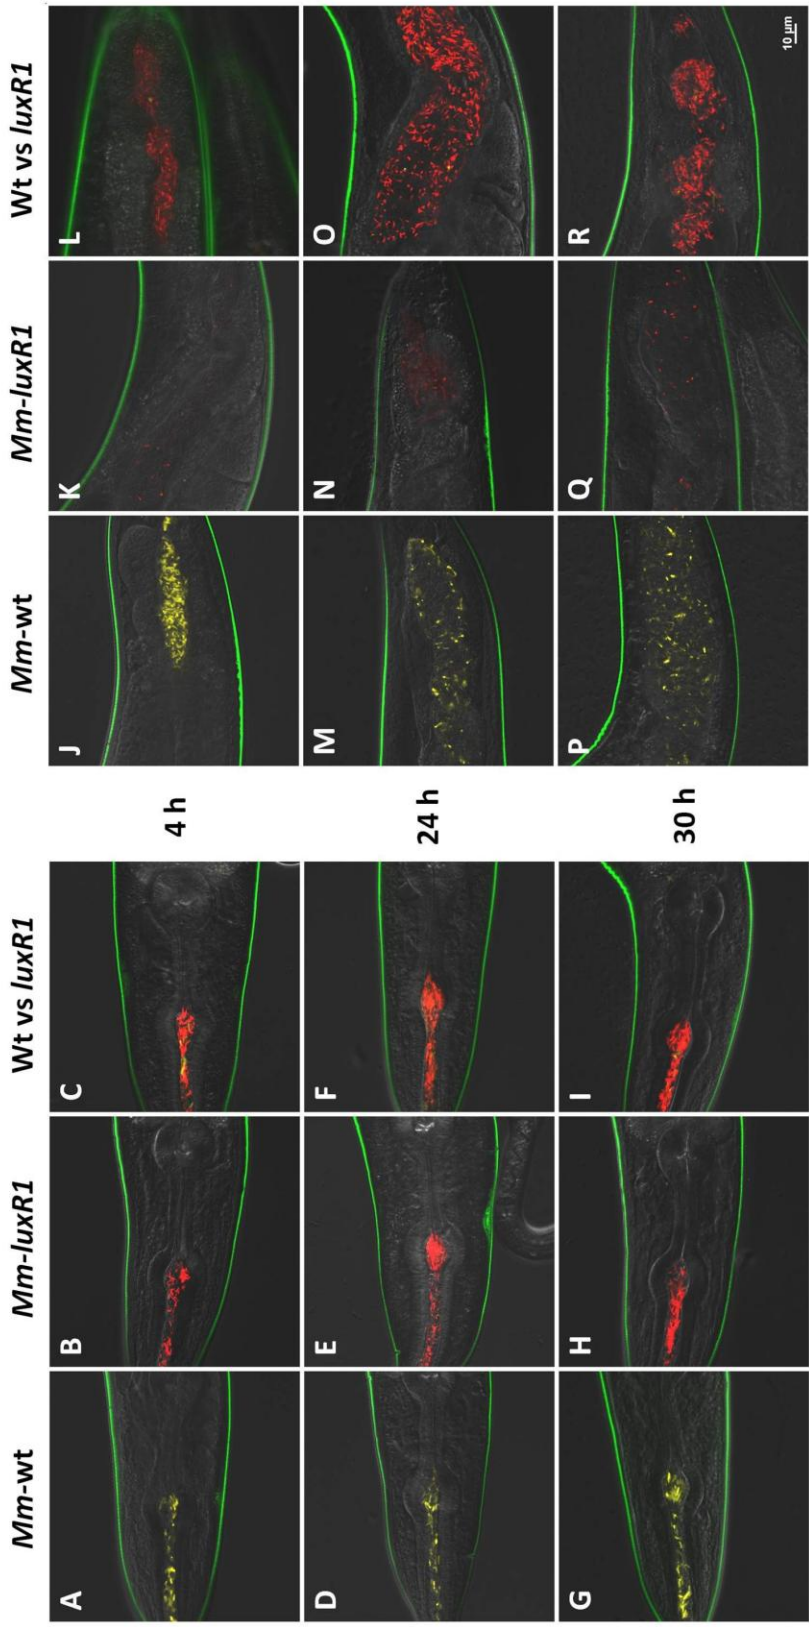 Mm-wt Mm-luxR1 Wt vs luxR1 Mm-wt Mm-luxR1 Wt vs luxR1
A B C 4 h J K L
D E F 24 h M N O
G H I 30 h P Q R
10 µm